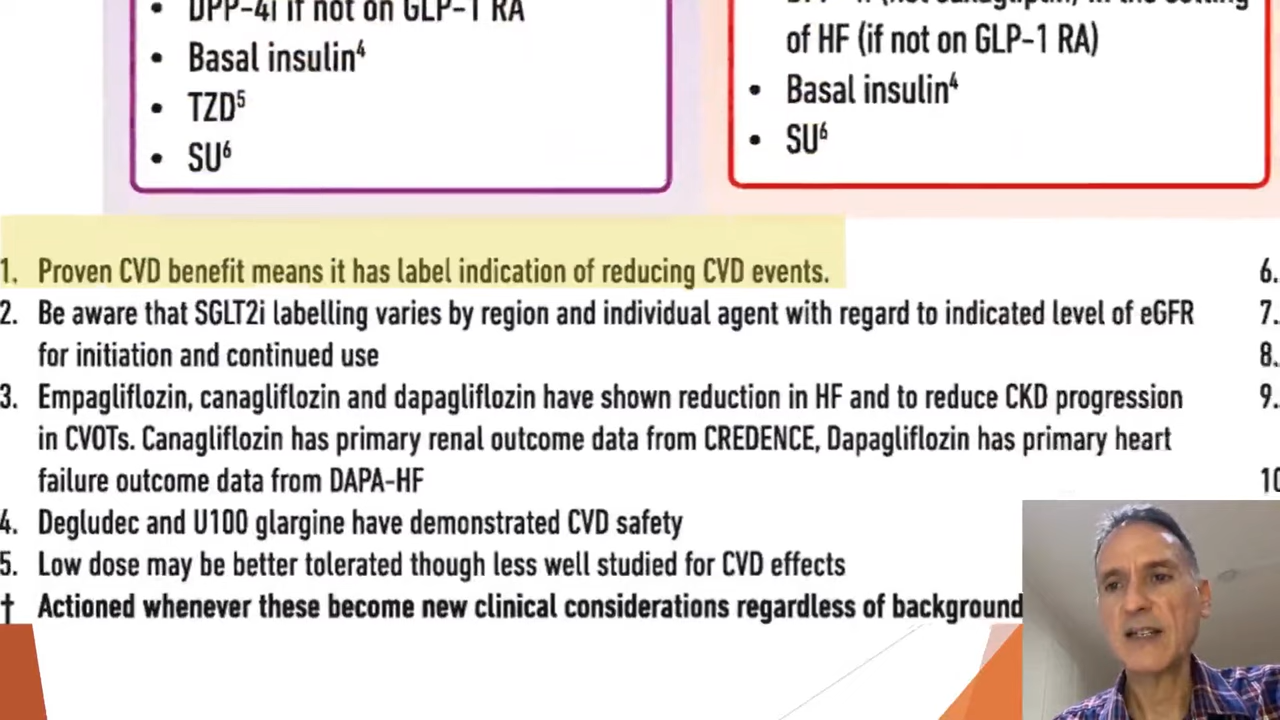 • DPP-4i if not on GLP-1 RA
• Basal insulin⁴
• TZD⁵
• SU⁶
of HF (if not on GLP-1 RA)
• Basal insulin⁴
• SU⁶
1. Proven CVD benefit means it has label indication of reducing CVD events.
2. Be aware that SGLT2i labelling varies by region and individual agent with regard to indicated level of eGFR
for initiation and continued use
3. Empagliflozin, canagliflozin and dapagliflozin have shown reduction in HF and to reduce CKD progression
in CVOTs. Canagliflozin has primary renal outcome data from CREDENCE, Dapagliflozin has primary heart
failure outcome data from DAPA-HF
4. Degludec and U100 glargine have demonstrated CVD safety
5. Low dose may be better tolerated though less well studied for CVD effects
† Actioned whenever these become new clinical considerations regardless of background
6.
7.
8.
9.
10